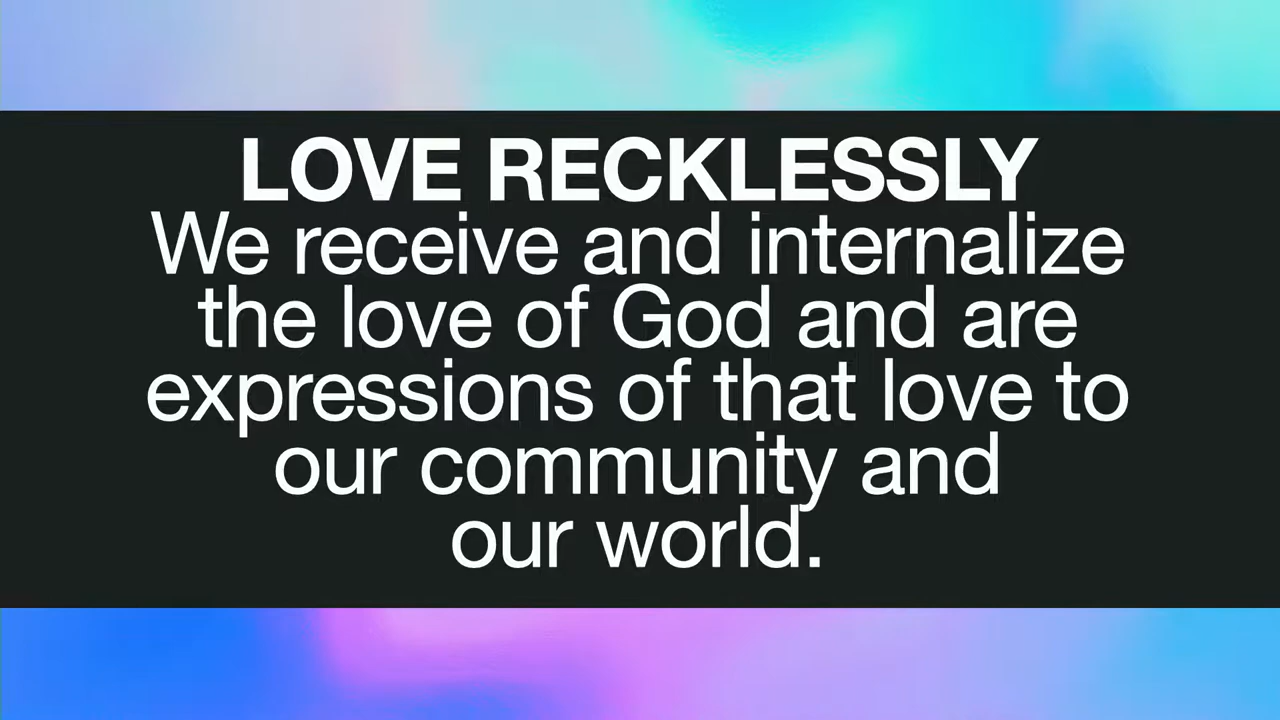 LOVE RECKLESSLY
We receive and internalize
the love of God and are
expressions of that love to
our community and
our world.